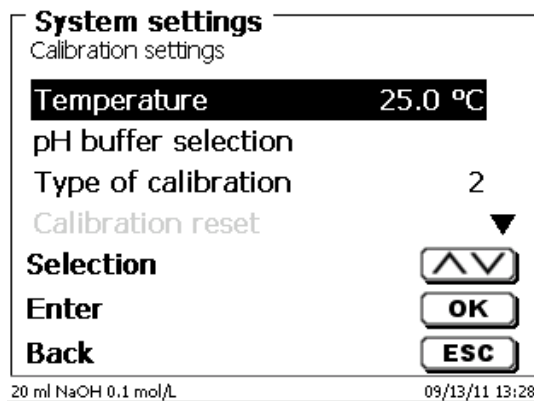 System settings
Calibration settings
Temperature 25.0 ºC
pH buffer selection
Type of calibration 2
Calibration reset
Selection
Enter OK
Back ESC
20 ml NaOH 0.1 mol/L 09/13/11 13:28